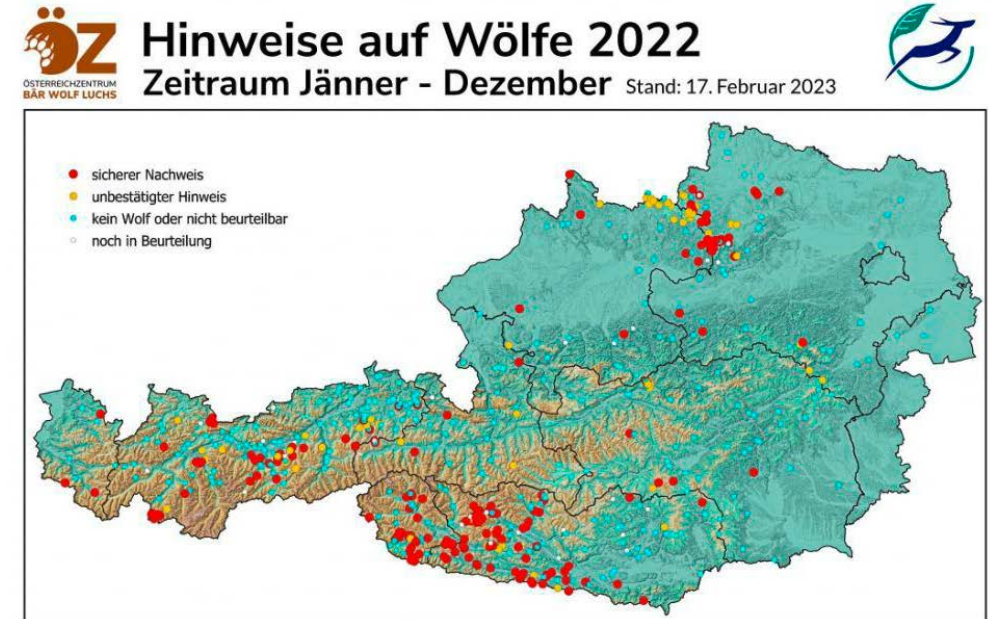 ÖZ
ÖSTERREICHZENTRUM
BÄR WOLF LUCHS
Hinweise auf Wölfe 2022
Zeitraum Jänner - Dezember Stand: 17. Februar 2023
sicherer Nachweis
unbestätigter Hinweis
kein Wolf oder nicht beurteilbar
noch in Beurteilung